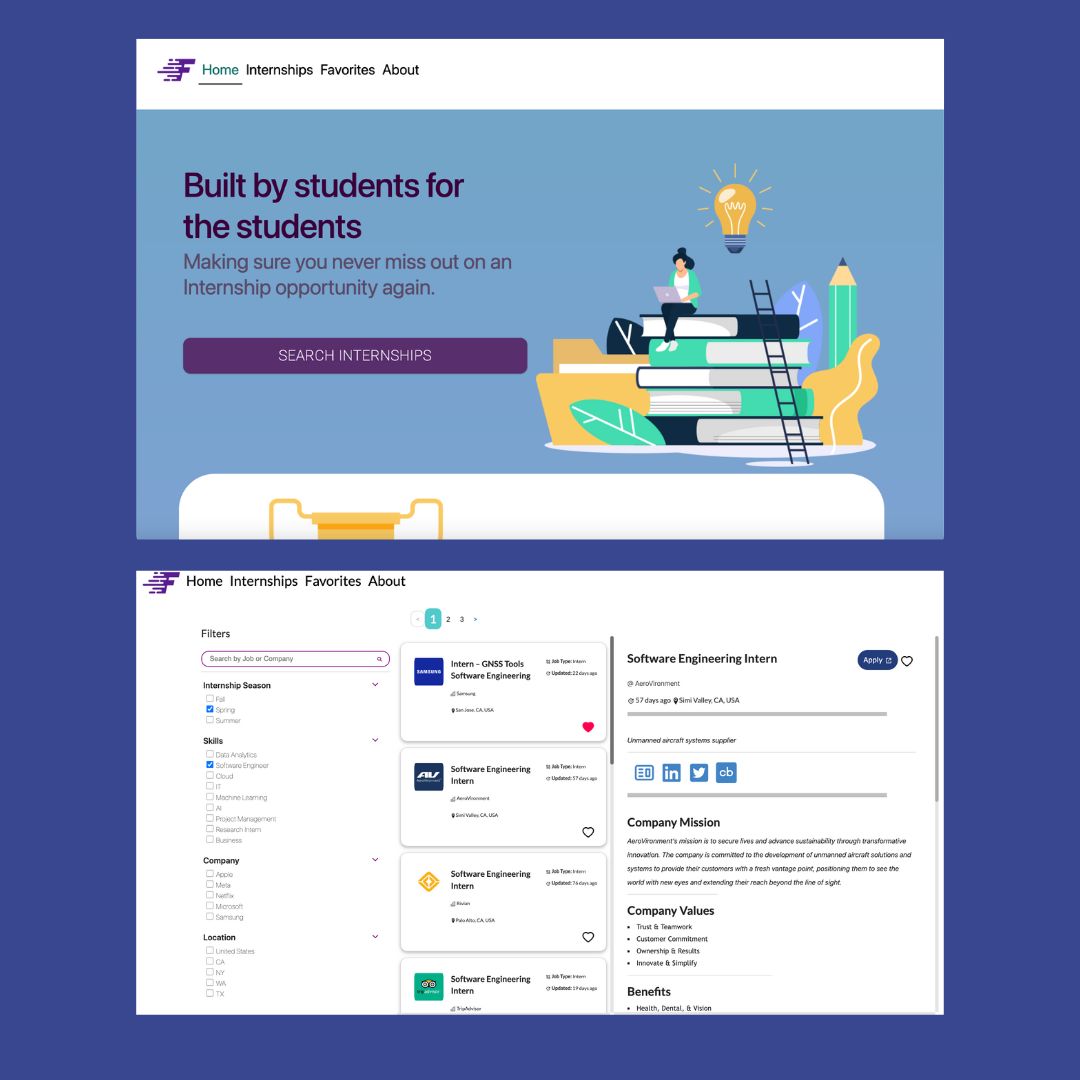 Home Internships Favorites About
Built by students for
the students
Making sure you never miss out on an
Internship opportunity again.
SEARCH INTERNSHIPS
Home Internships Favorites About
< 1 2 3 >
Filters
Search by Job or Company
Internship Season
Fall
Spring
Summer
Skills
Data Analytics
Software Engineer
Cloud
IT
Machine Learning
AI
Project Management
Research Intern
Business
Company
Apple
Meta
Netflix
Microsoft
Samsung
Location
United States
CA
NY
WA
TX
SAMSUNG
Intern – GNSS Tools
Software Engineering
Job Type: Intern
Updated: 22 days ago
Samsung
San Jose, CA, USA
AV
AeroVironment
Software Engineering
Intern
Job Type: Intern
Updated: 57 days ago
AeroVironment
Simi Valley, CA, USA
Software Engineering
Intern
Job Type: Intern
Updated: 76 days ago
Rivian
Palo Alto, CA, USA
tripadvisor
Software Engineering
Intern
Job Type: Intern
Updated: 19 days ago
TripAdvisor
Software Engineering Intern
Apply
@ AeroVironment
57 days ago Simi Valley, CA, USA
Unmanned aircraft systems supplier
in
cb
Company Mission
AeroVironment's mission is to secure lives and advance sustainability through transformative
innovation. The company is committed to the development of unmanned aircraft solutions and
systems to provide their customers with a fresh vantage point, positioning them to see the
world with new eyes and extending their reach beyond the line of sight.
Company Values
• Trust & Teamwork
• Customer Commitment
• Ownership & Results
• Innovate & Simplify
Benefits
• Health, Dental, & Vision